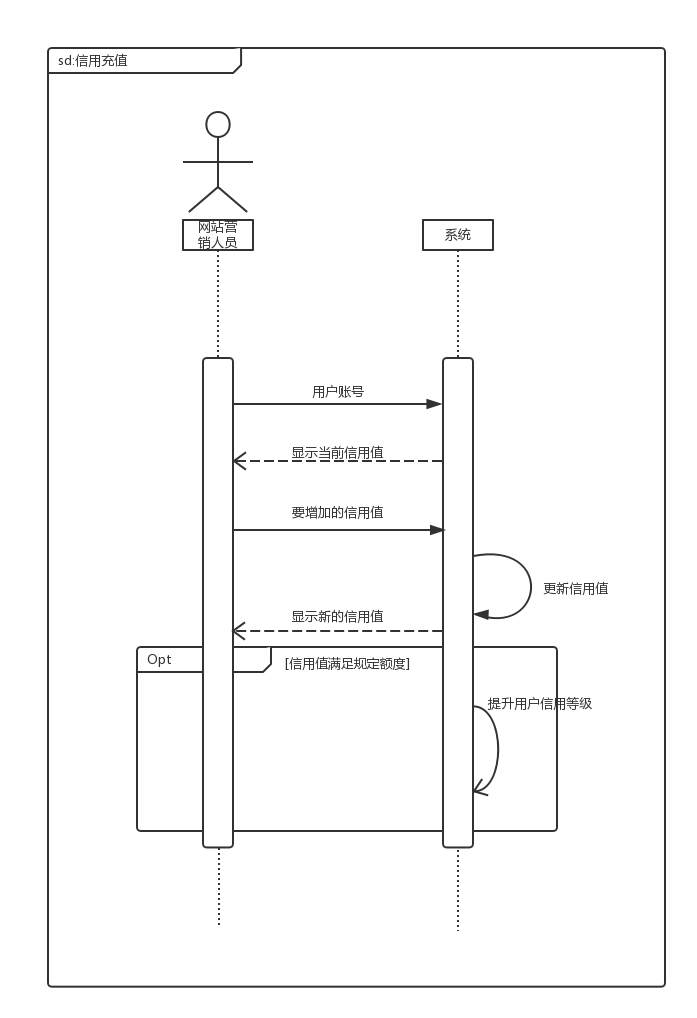 sd:信用充值
网站营
销人员
系统
用户账号
显示当前信用值
要增加的信用值
更新信用值
显示新的信用值
Opt
[信用值满足规定额度]
提升用户信用等级